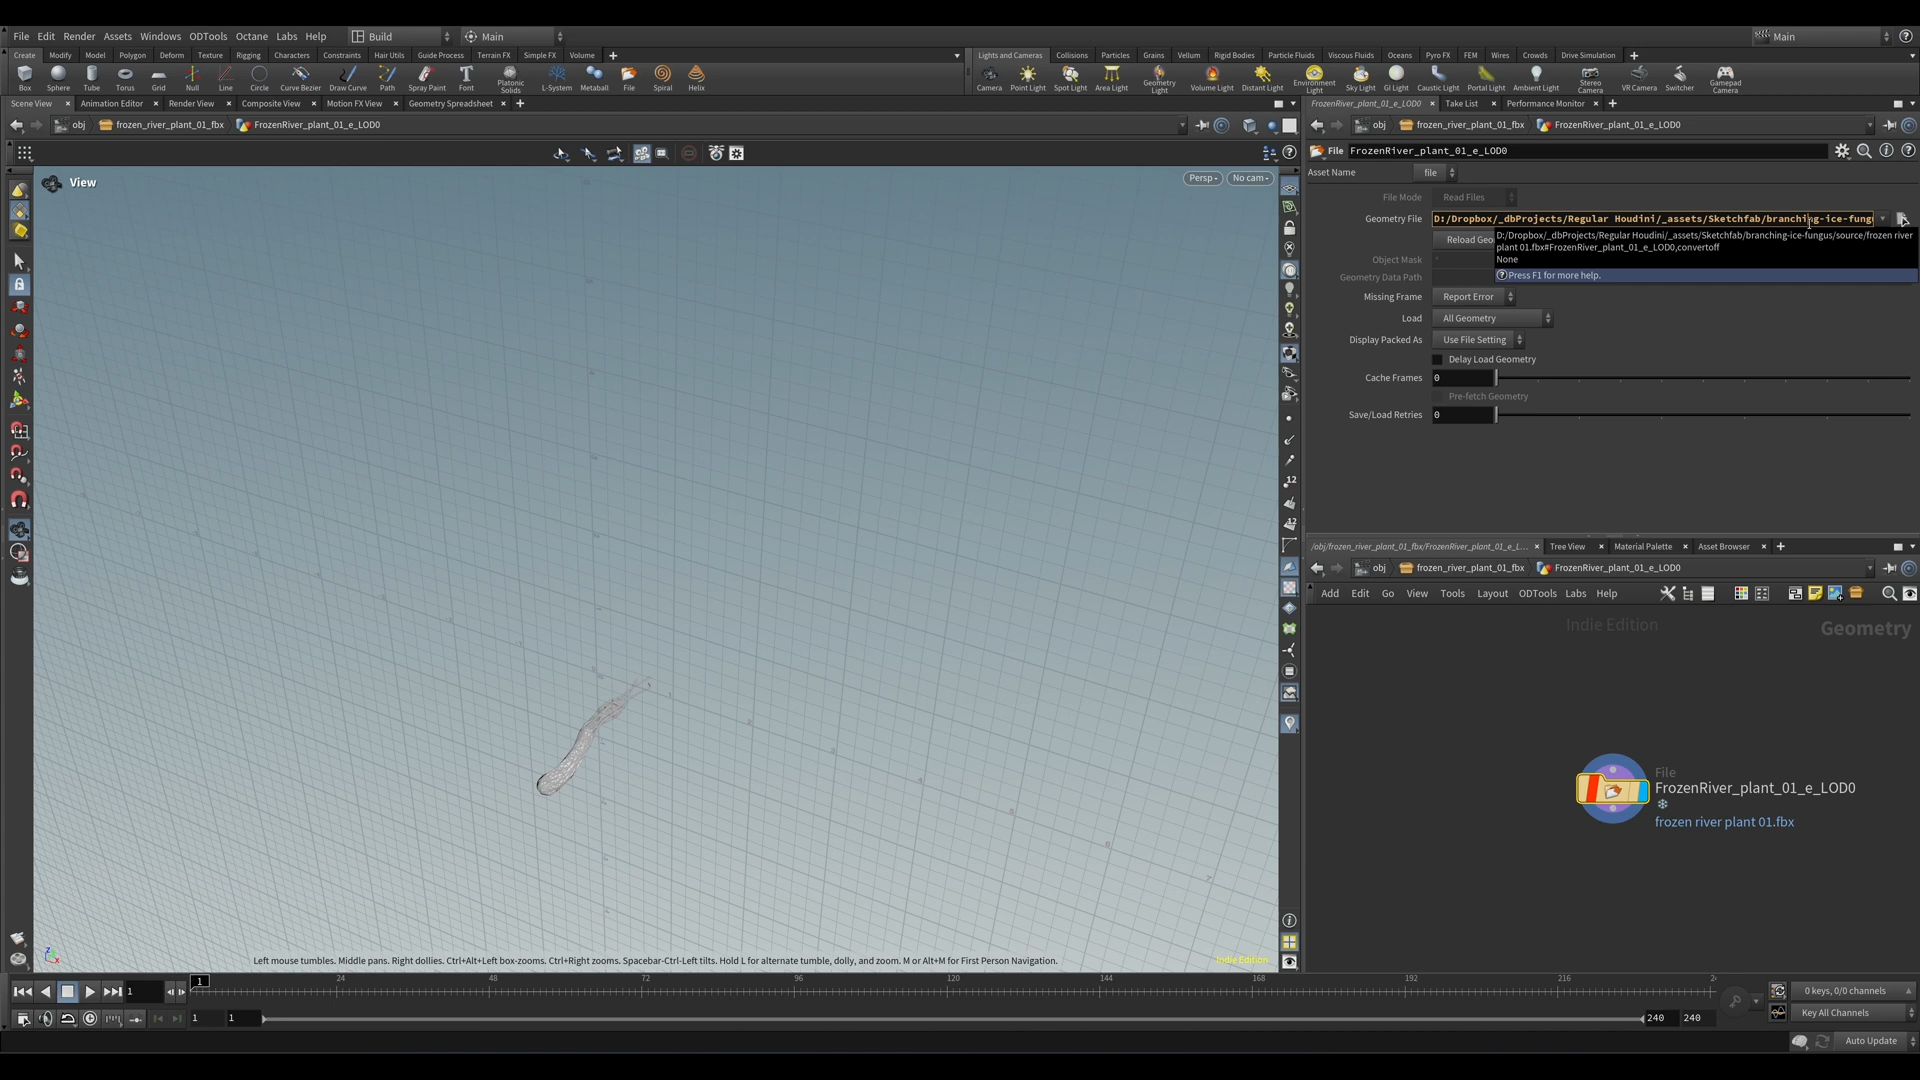 File Edit Render Assets Windows ODTools Octane Labs Help Build Main Main
Create Modify Model Polygon Deform Texture Rigging Characters Constraints Hair Utils Guide Process Terrain FX Simple FX Volume
Lights and Cameras Collisions Particles Grains Vellum Rigid Bodies Particle Fluids Viscous Fluids Oceans Pyro FX FEM Wires Crowds Drive Simulation
Box Sphere Tube Torus Grid Null Line Circle Curve Bezier Draw Curve Path Spray Paint Font Platonic Solids L-System Metaball File Spiral Helix
Camera Point Light Spot Light Area Light Geometry Light Volume Light Distant Light Environment Light Sky Light GI Light Caustic Light Portal Light Ambient Light Stereo Camera VR Camera Switcher Gamepad Camera
Scene View Animation Editor Render View Composite View Motion FX View Geometry Spreadsheet
FrozenRiver_plant_01_e_LOD0 Take List Performance Monitor
obj frozen_river_plant_01_fbx FrozenRiver_plant_01_e_LOD0
obj frozen_river_plant_01_fbx FrozenRiver_plant_01_e_LOD0
File FrozenRiver_plant_01_e_LOD0
Asset Name file
View
Persp No cam
File Mode Read Files
Geometry File D:/Dropbox/_dbProjects/Regular Houdini/_assets/Sketchfab/branching-ice-fungu
Reload Geo
D:/Dropbox/_dbProjects/Regular Houdini/_assets/Sketchfab/branching-ice-fungus/source/frozen river
plant 01.fbx#FrozenRiver_plant_01_e_LOD0,convertoff
None
Press F1 for more help.
Object Mask *
Geometry Data Path
Missing Frame Report Error
Load All Geometry
Display Packed As Use File Setting
Delay Load Geometry
Cache Frames 0
Pre-fetch Geometry
Save/Load Retries 0
12
12
/obj/frozen_river_plant_01_fbx/FrozenRiver_plant_01_e_L... Tree View Material Palette Asset Browser
obj frozen_river_plant_01_fbx FrozenRiver_plant_01_e_LOD0
Add Edit Go View Tools Layout ODTools Labs Help
Indie Edition
Geometry
File
FrozenRiver_plant_01_e_LOD0
frozen river plant 01.fbx
Left mouse tumbles. Middle pans. Right dollies. Ctrl+Alt+Left box-zooms. Ctrl+Right zooms. Spacebar-Ctrl-Left tilts. Hold L for alternate tumble, dolly, and zoom. M or Alt+M for First Person Navigation.
Indie Edition
1 1 24 48 72 96 120 144 168 192 216 24
0 keys, 0/0 channels
1 1 240 240
Key All Channels
Auto Update